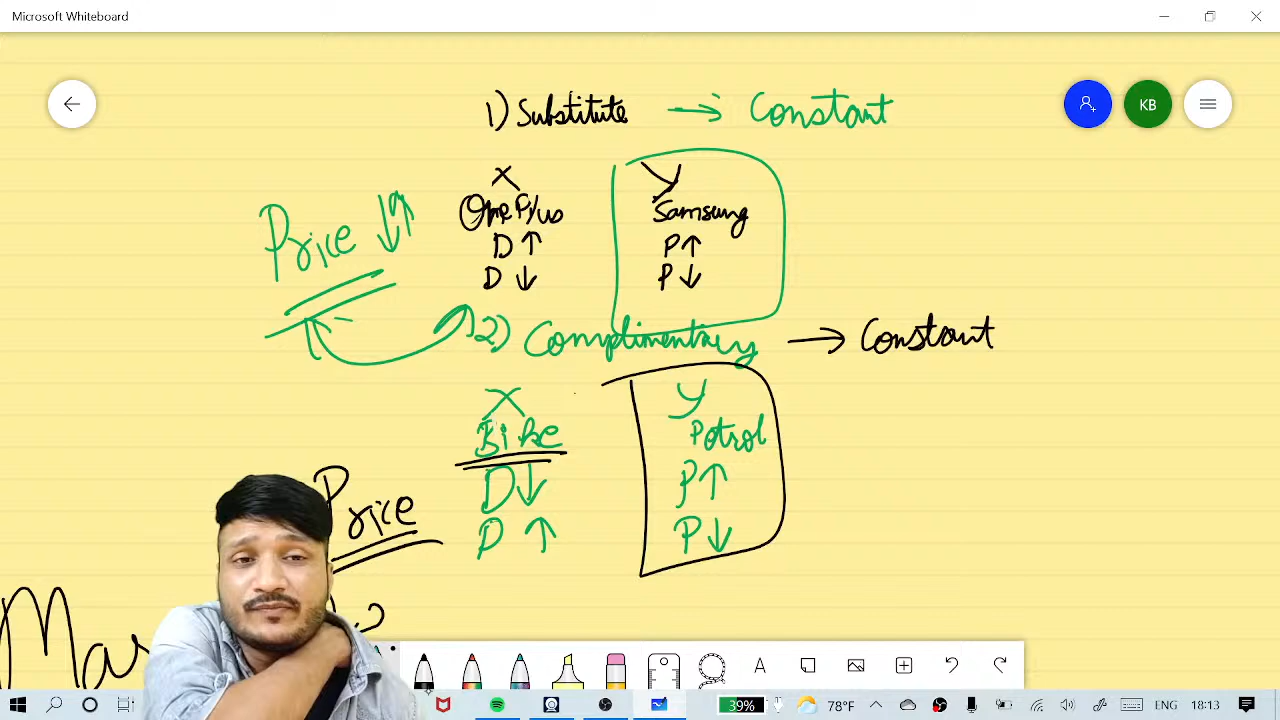 Microsoft Whiteboard
KB
1) Substitute → Constant
X Y
OnePlus Samsung
D ↑ P ↑
D ↓ P ↓
Price ↓↑
2) Complimentary → Constant
X Y
Bike Petrol
D ↓ P ↑
D ↑ P ↓
Price
39%
78°F
ENG
08:13